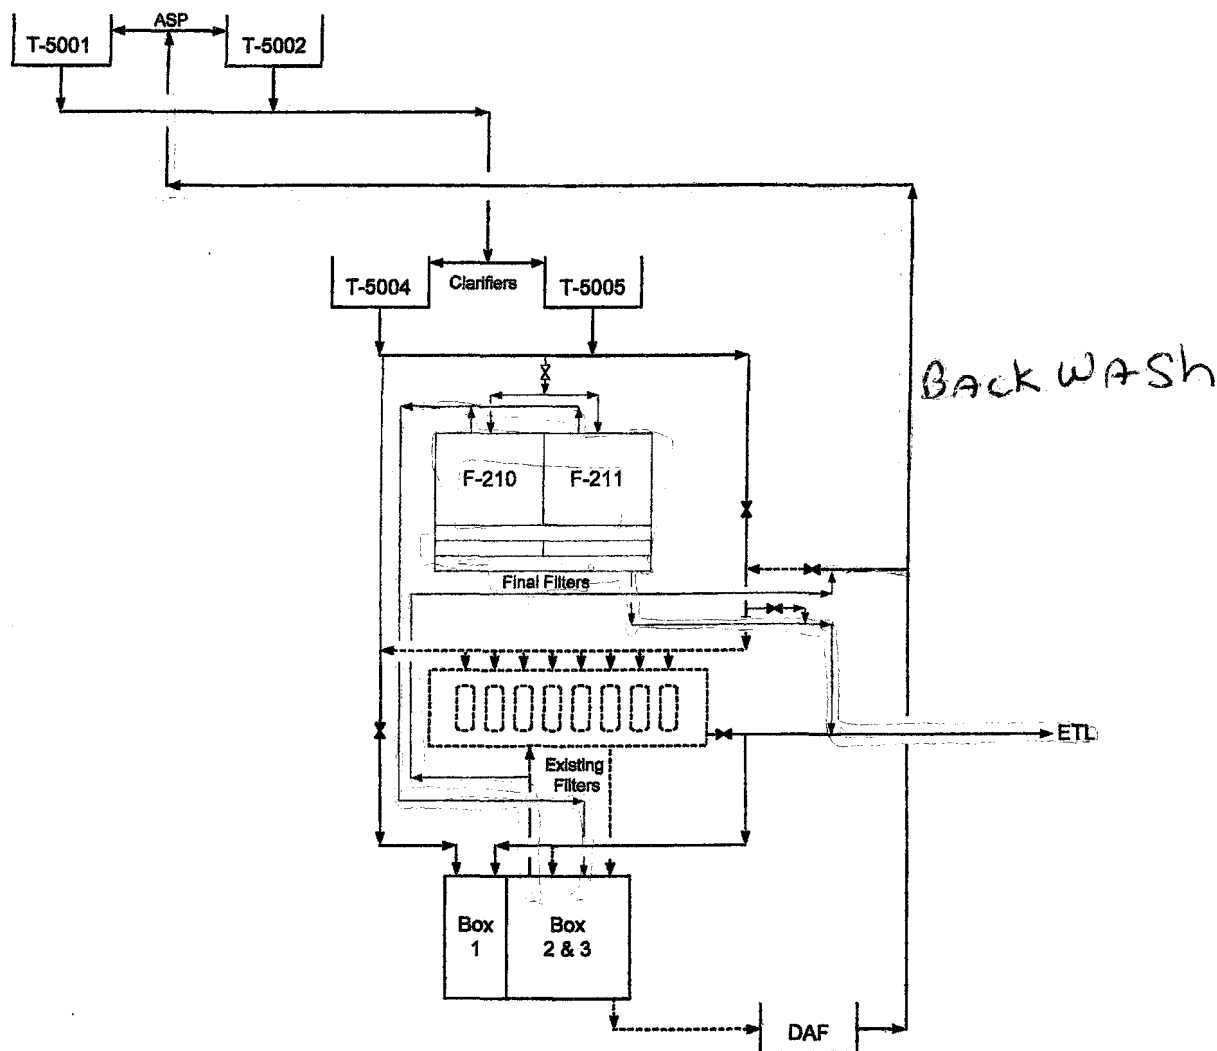 ASP
T-5001
T-5002
T-5004
Clarifiers
T-5005
BACKWASH
F-210
F-211
Final Filters
ETL
Existing
Filters
Box
1
Box
2 & 3
DAF